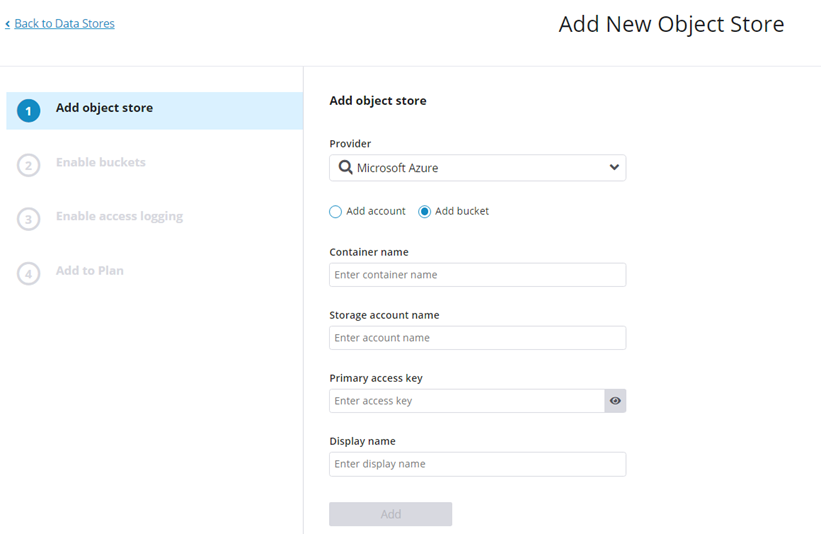 Back to Data Stores
Add New Object Store
1 Add object store
2 Enable buckets
3 Enable access logging
4 Add to Plan
Add object store
Provider
Microsoft Azure
Add account Add bucket
Container name
Enter container name
Storage account name
Enter account name
Primary access key
Enter access key
Display name
Enter display name
Add